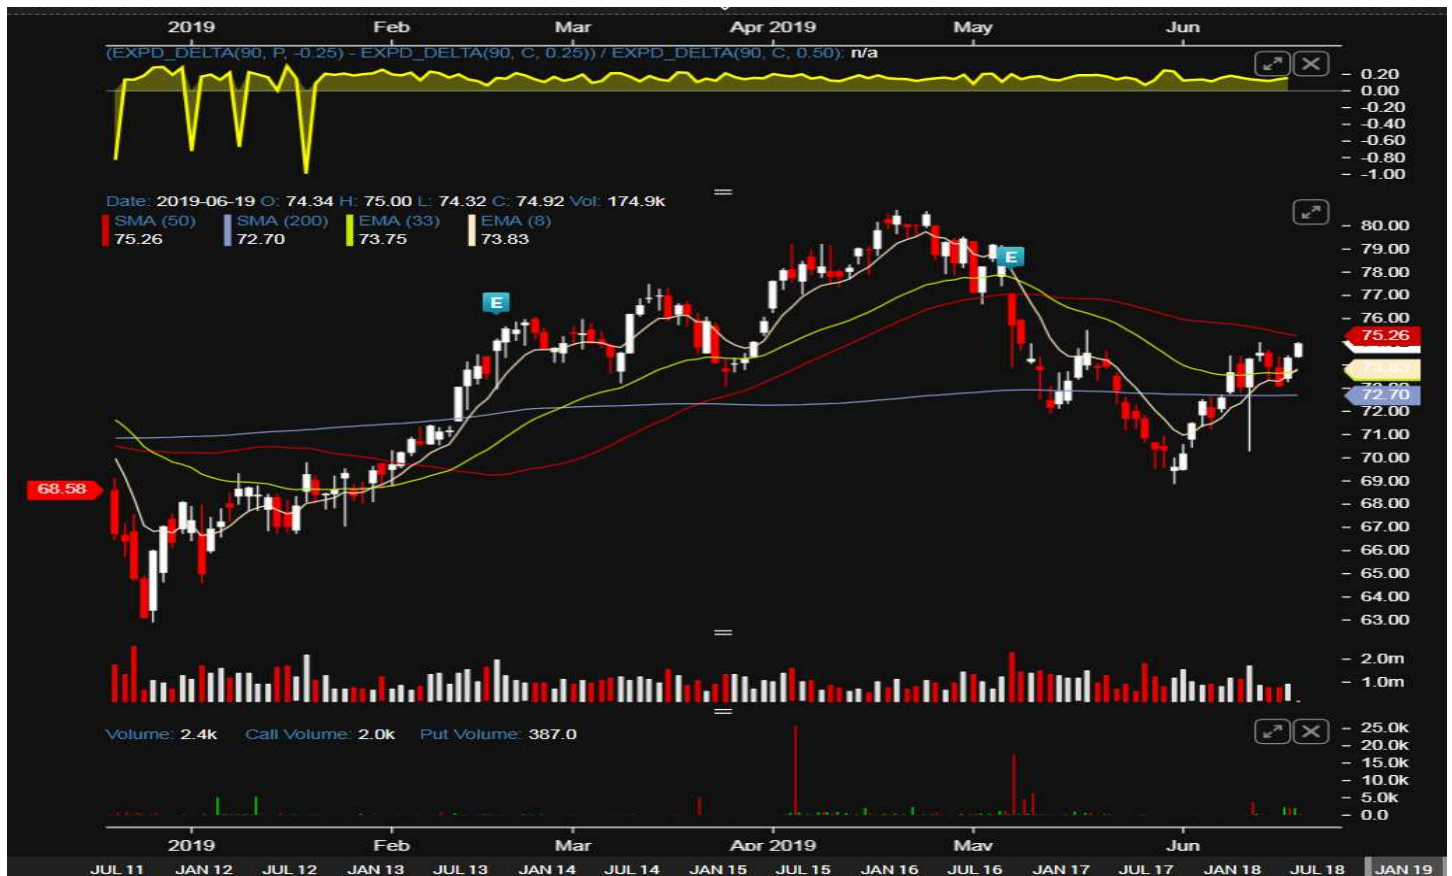 2019 Feb Mar Apr 2019 May Jun
(EXPD_DELTA(90, P, -0.25) - EXPD_DELTA(90, C, 0.25)) / EXPD_DELTA(90, C, 0.50): n/a
0.20
0.00
-0.20
-0.40
-0.60
-0.80
-1.00
Date: 2019-06-19 O: 74.34 H: 75.00 L: 74.32 C: 74.92 Vol: 174.9k
SMA (50) SMA (200) EMA (33) EMA (8)
75.26 72.70 73.75 73.83
80.00
79.00
78.00
77.00
76.00
75.26
73.83
72.70
72.00
71.00
70.00
69.00
68.00
67.00
66.00
65.00
64.00
63.00
E
E
68.58
2.0m
1.0m
Volume: 2.4k Call Volume: 2.0k Put Volume: 387.0
25.0k
20.0k
15.0k
10.0k
5.0k
0.0
2019 Feb Mar Apr 2019 May Jun
JUL 11 JAN 12 JUL 12 JAN 13 JUL 13 JAN 14 JUL 14 JAN 15 JUL 15 JAN 16 JUL 16 JAN 17 JUL 17 JAN 18 JUL 18 JAN 19